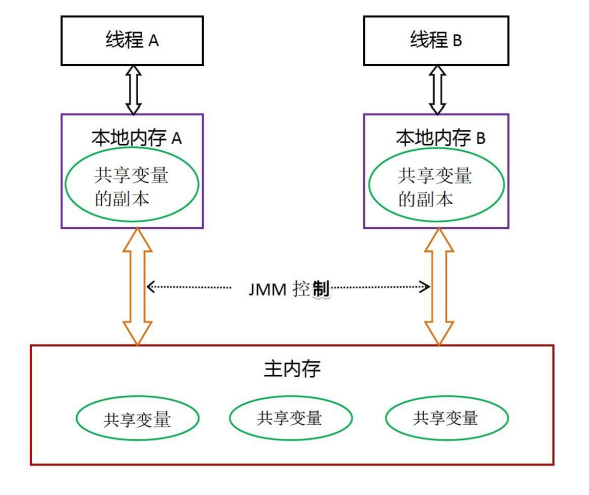 线程 A
线程 B
本地内存 A
本地内存 B
共享变量
的副本
共享变量
的副本
JMM 控制
主内存
共享变量
共享变量
共享变量